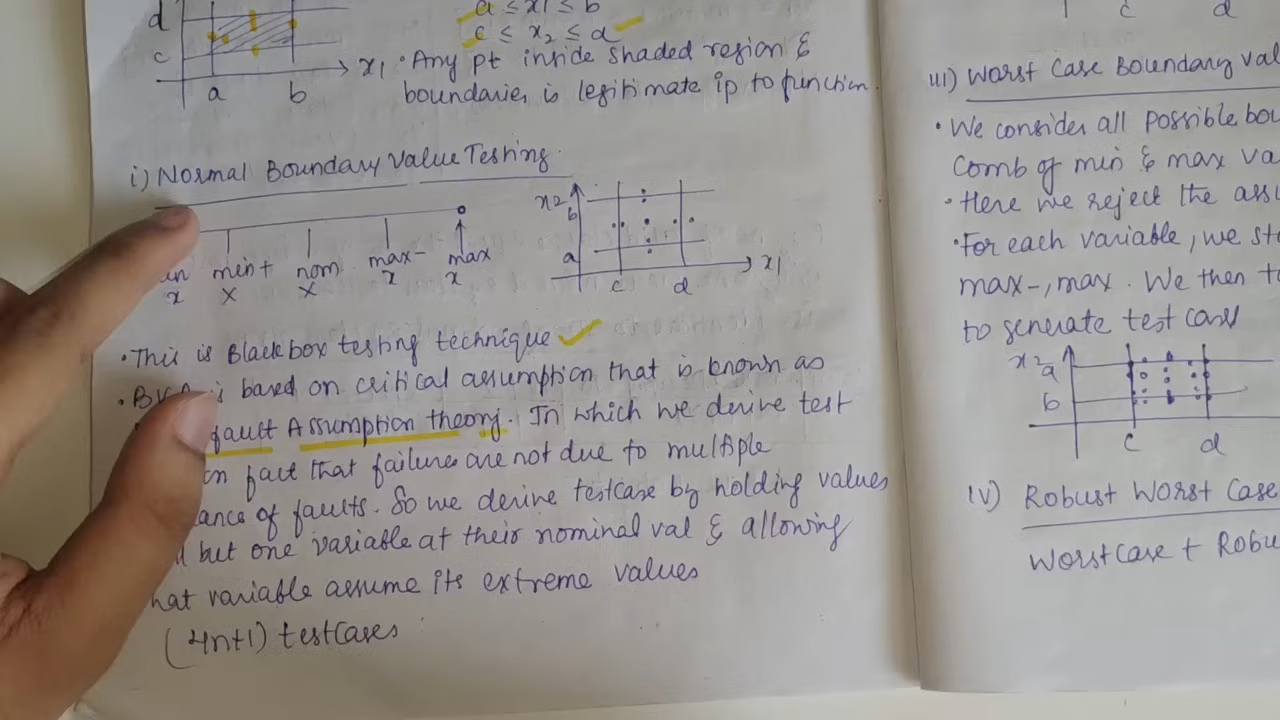 d
c
a b
x1
a ≤ x1 ≤ b
c ≤ x2 ≤ d
• Any pt inside shaded region &
boundaries is legitimate ip to function.
i) Normal Boundary Value Testing.
min+ nom max- max
x x x x x
x2
b
a
c d
x1
• This is Blackbox testing technique
• BVA is based on critical assumption that is known as
fault Assumption theory. In which we derive test
on fact that failures are not due to multiple
of faults. So we derive testcase by holding values
but one variable at their nominal val & allowing
variable assume its extreme values
(4n+1) testcases
c d
III) Worst Case Boundary Val
• We consider all possible bou
Comb of min & max va
• Here we reject the ass
• For each variable, we st
max-, max. We then t
to generate test cases
x2
a
b
c d
IV) Robust Worst Case
Worstcase + Robu